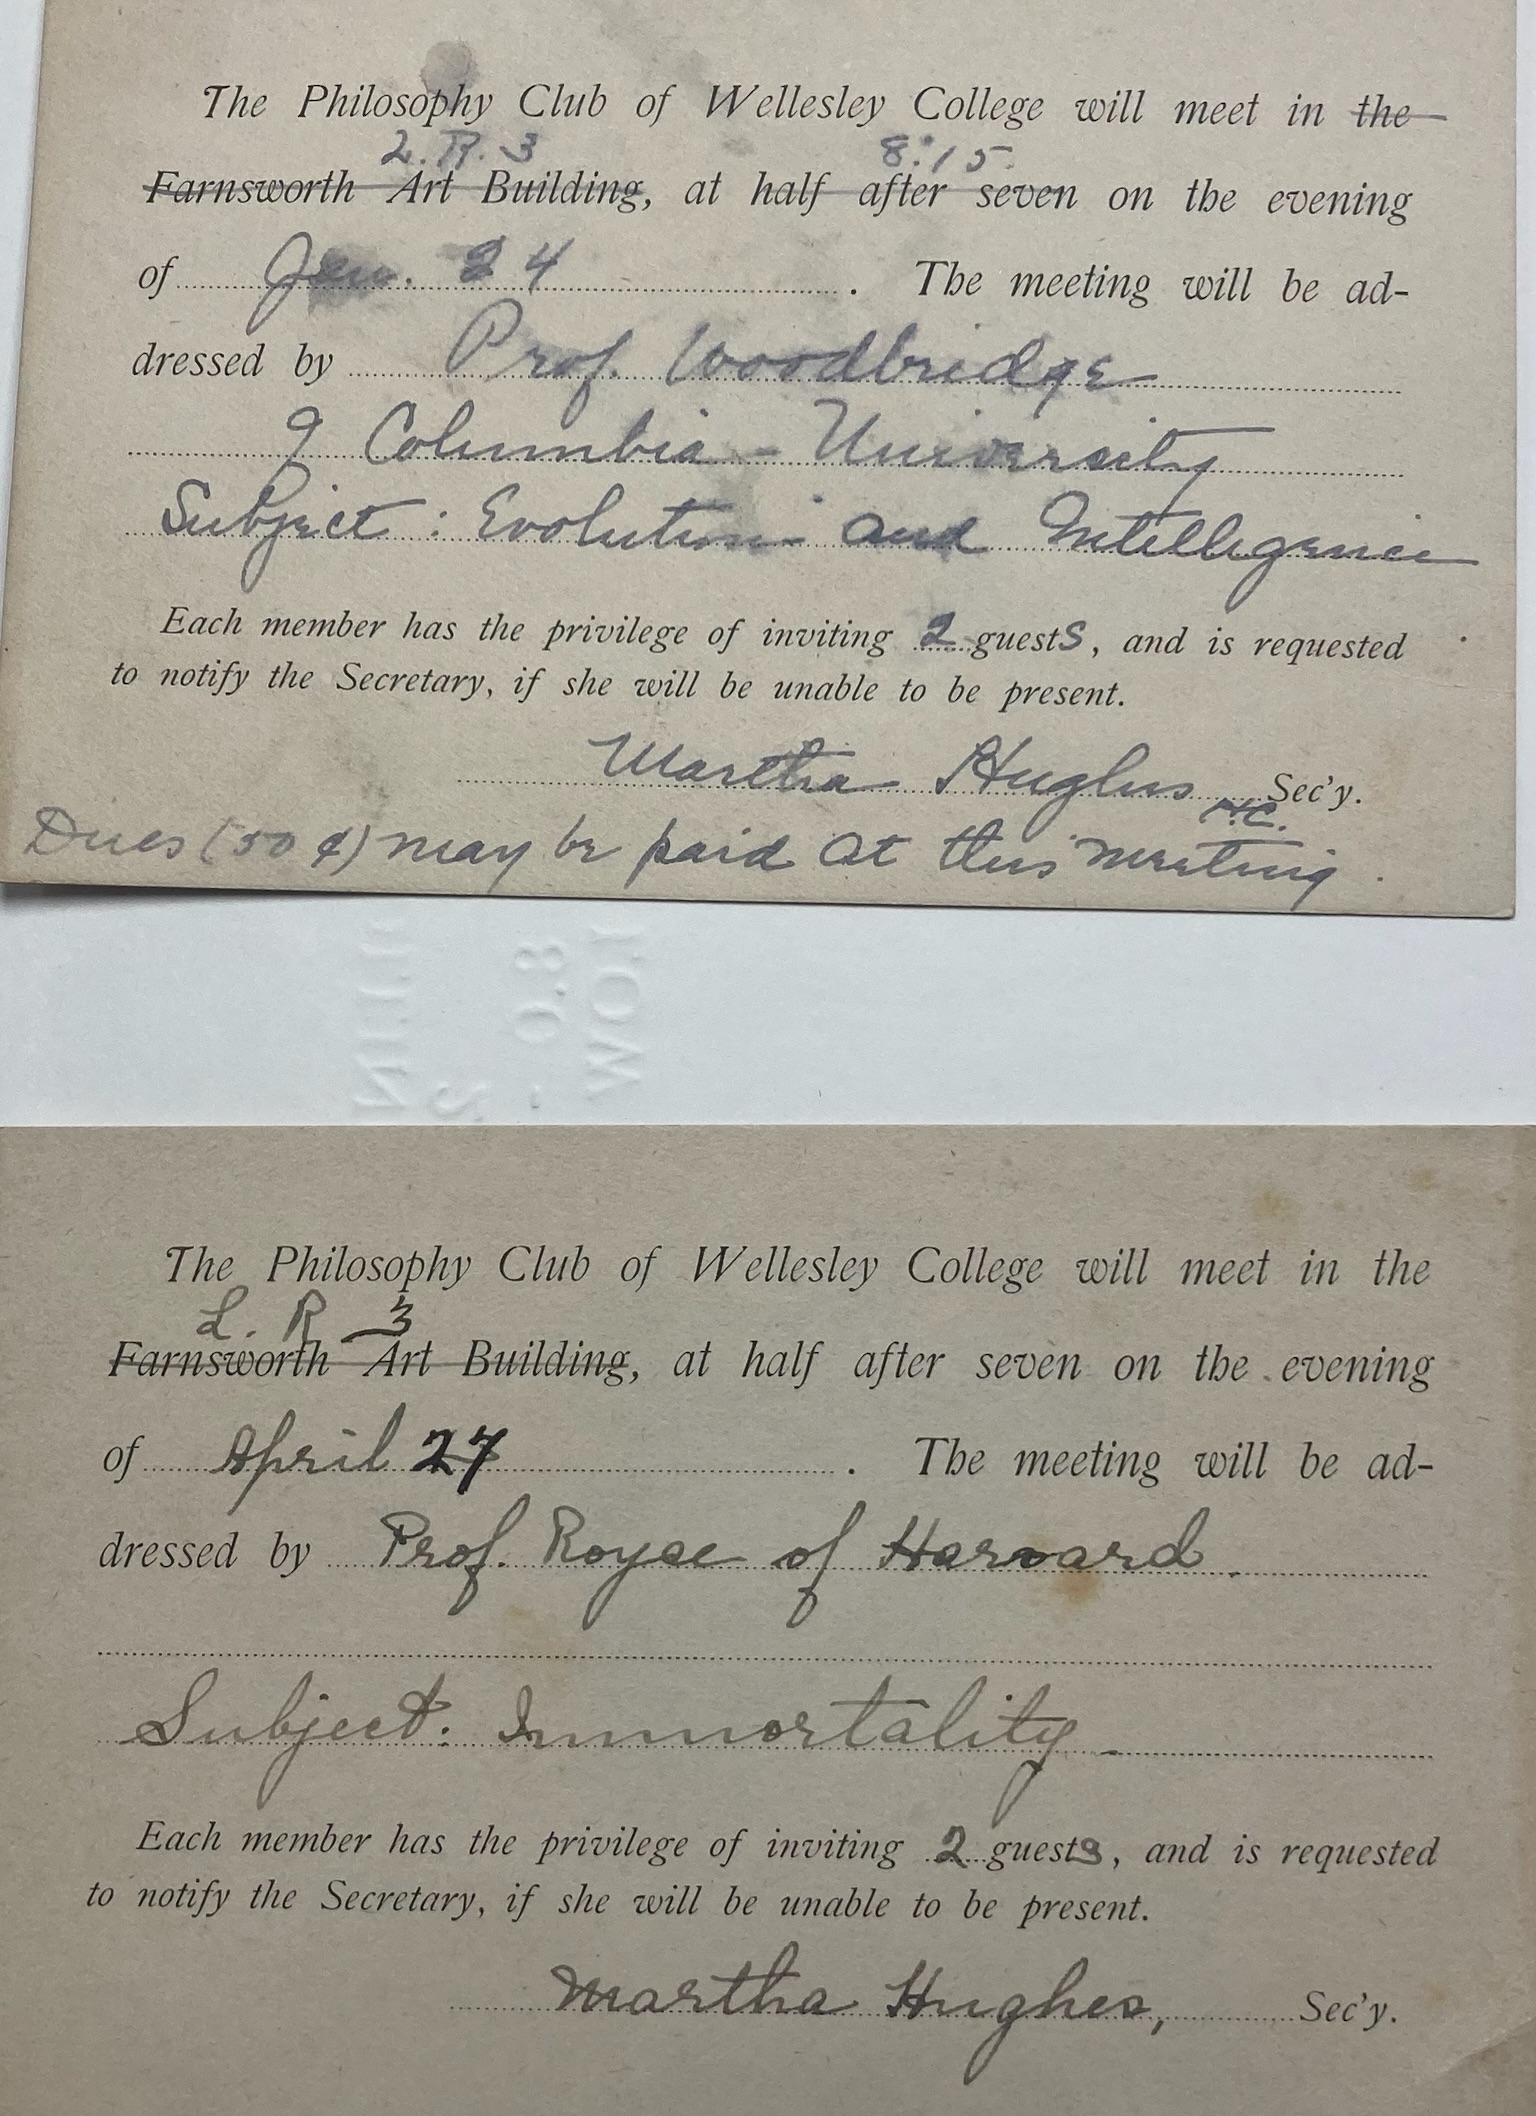 The Philosophy Club of Wellesley College will meet in the
L. R. 3 8:15
Farnsworth Art Building, at half after seven on the evening
of Jan. 24. The meeting will be ad-
dressed by Prof. Woodbridge
of Columbia - University
Subject: Evolution and Intelligence
Each member has the privilege of inviting 2 guests, and is requested
to notify the Secretary, if she will be unable to be present.
Martha Hughes Sec'y.
Dues (50 ¢) may be paid at this meeting.
The Philosophy Club of Wellesley College will meet in the
L. R 3
Farnsworth Art Building, at half after seven on the evening
of April 27. The meeting will be ad-
dressed by Prof. Royce of Harvard.
Subject: Immortality
Each member has the privilege of inviting 2 guests, and is requested
to notify the Secretary, if she will be unable to be present.
Martha Hughes, Sec'y.